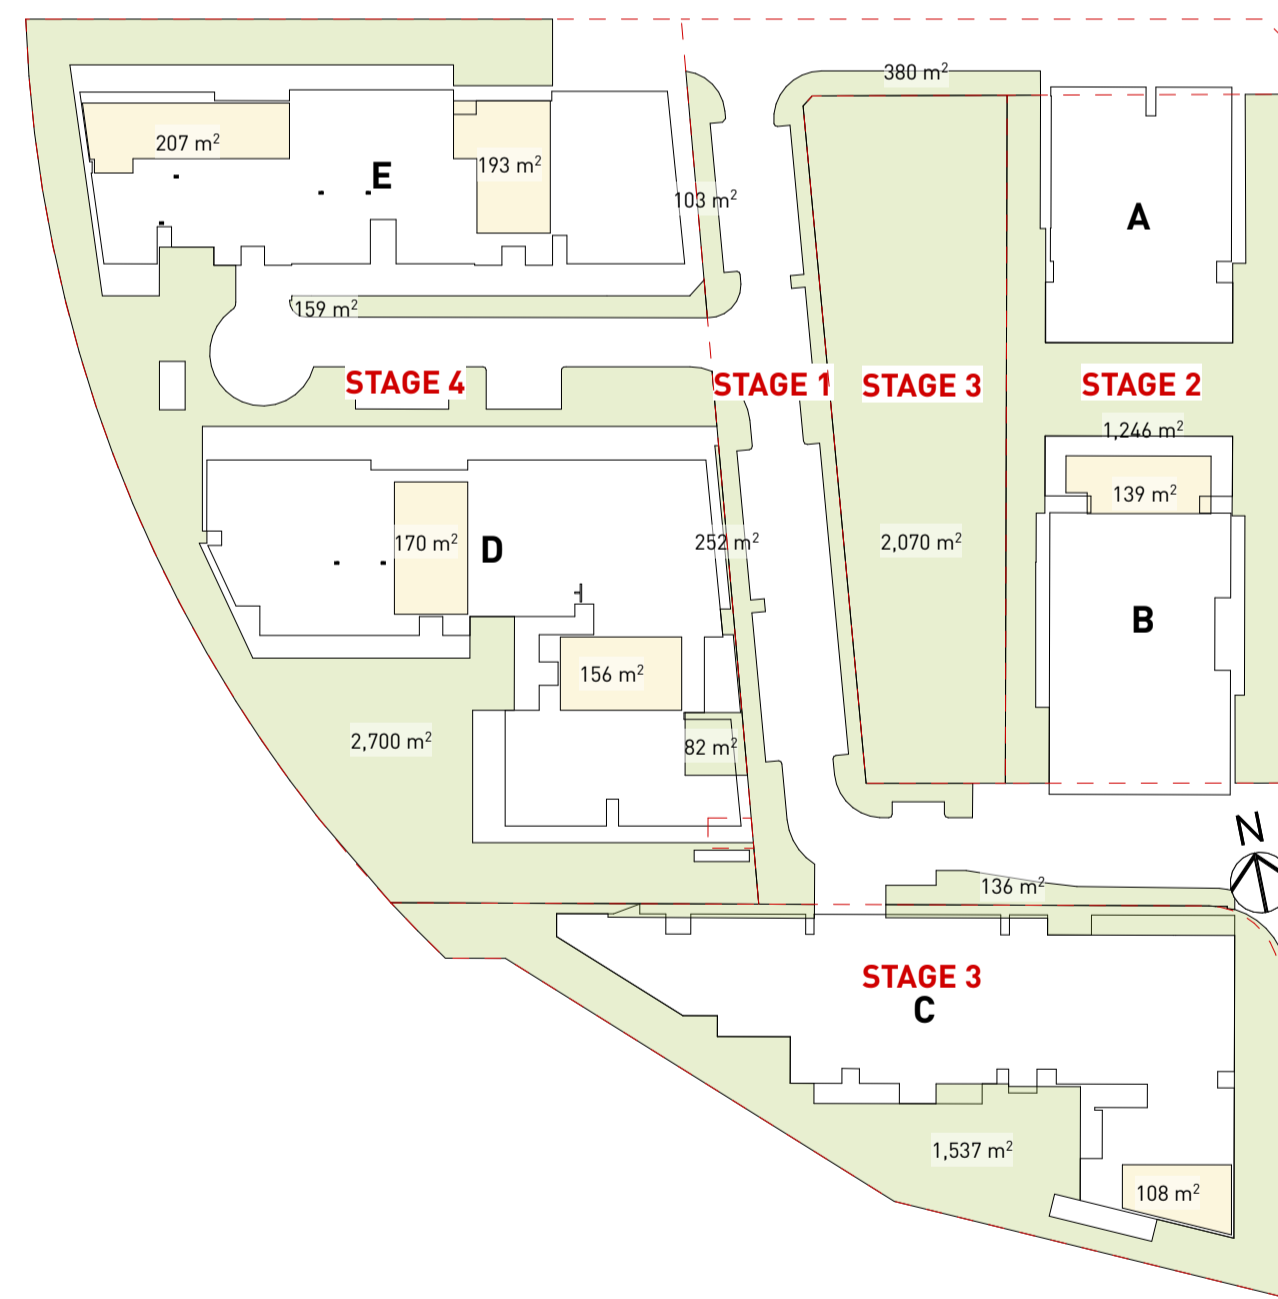 380 m²
207 m²
193 m²
E
103 m²
A
159 m²
STAGE 4
STAGE 1
STAGE 3
STAGE 2
1,246 m²
139 m²
170 m²
D
252 m²
2,070 m²
B
156 m²
2,700 m²
82 m²
N
136 m²
STAGE 3
C
1,537 m²
108 m²